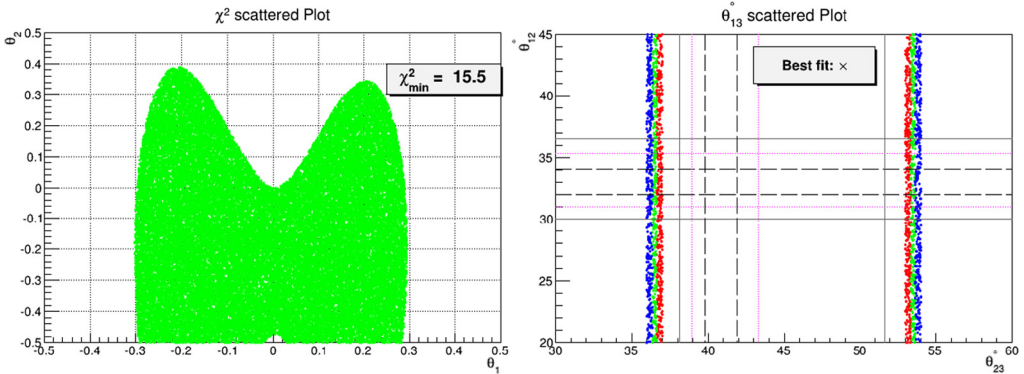 χ² scattered Plot
θ₂
0.5
0.4
0.3
0.2
0.1
0
-0.1
-0.2
-0.3
-0.4
-0.5
χ²min = 15.5
-0.5 -0.4 -0.3 -0.2 -0.1 0 0.1 0.2 0.3 0.4 0.5
θ₁
θ°₁₃ scattered Plot
θ°₁₂
45
40
35
30
25
20
Best fit: ×
30 35 40 45 50 55 60
θ°₂₃